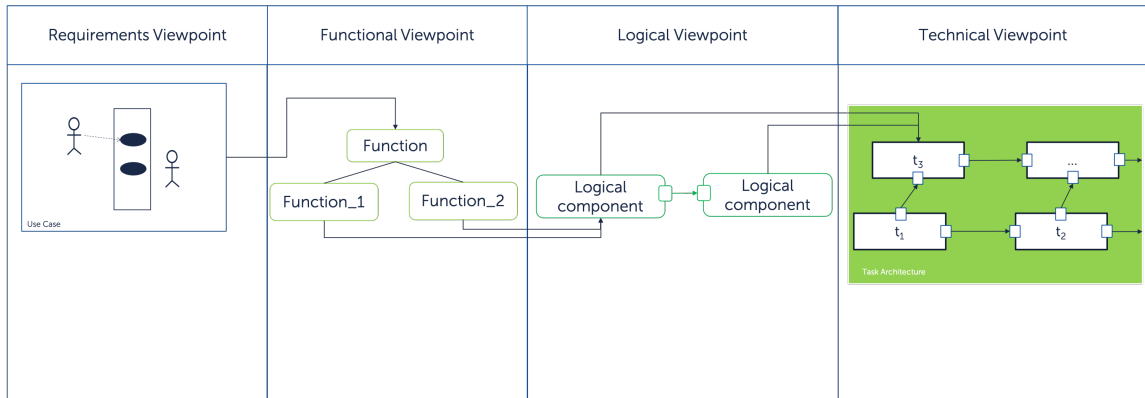 Requirements Viewpoint
Functional Viewpoint
Logical Viewpoint
Technical Viewpoint
Use Case
Function
Function_1
Function_2
Logical
component
Logical
component
t3
...
t1
t2
Task Architecture